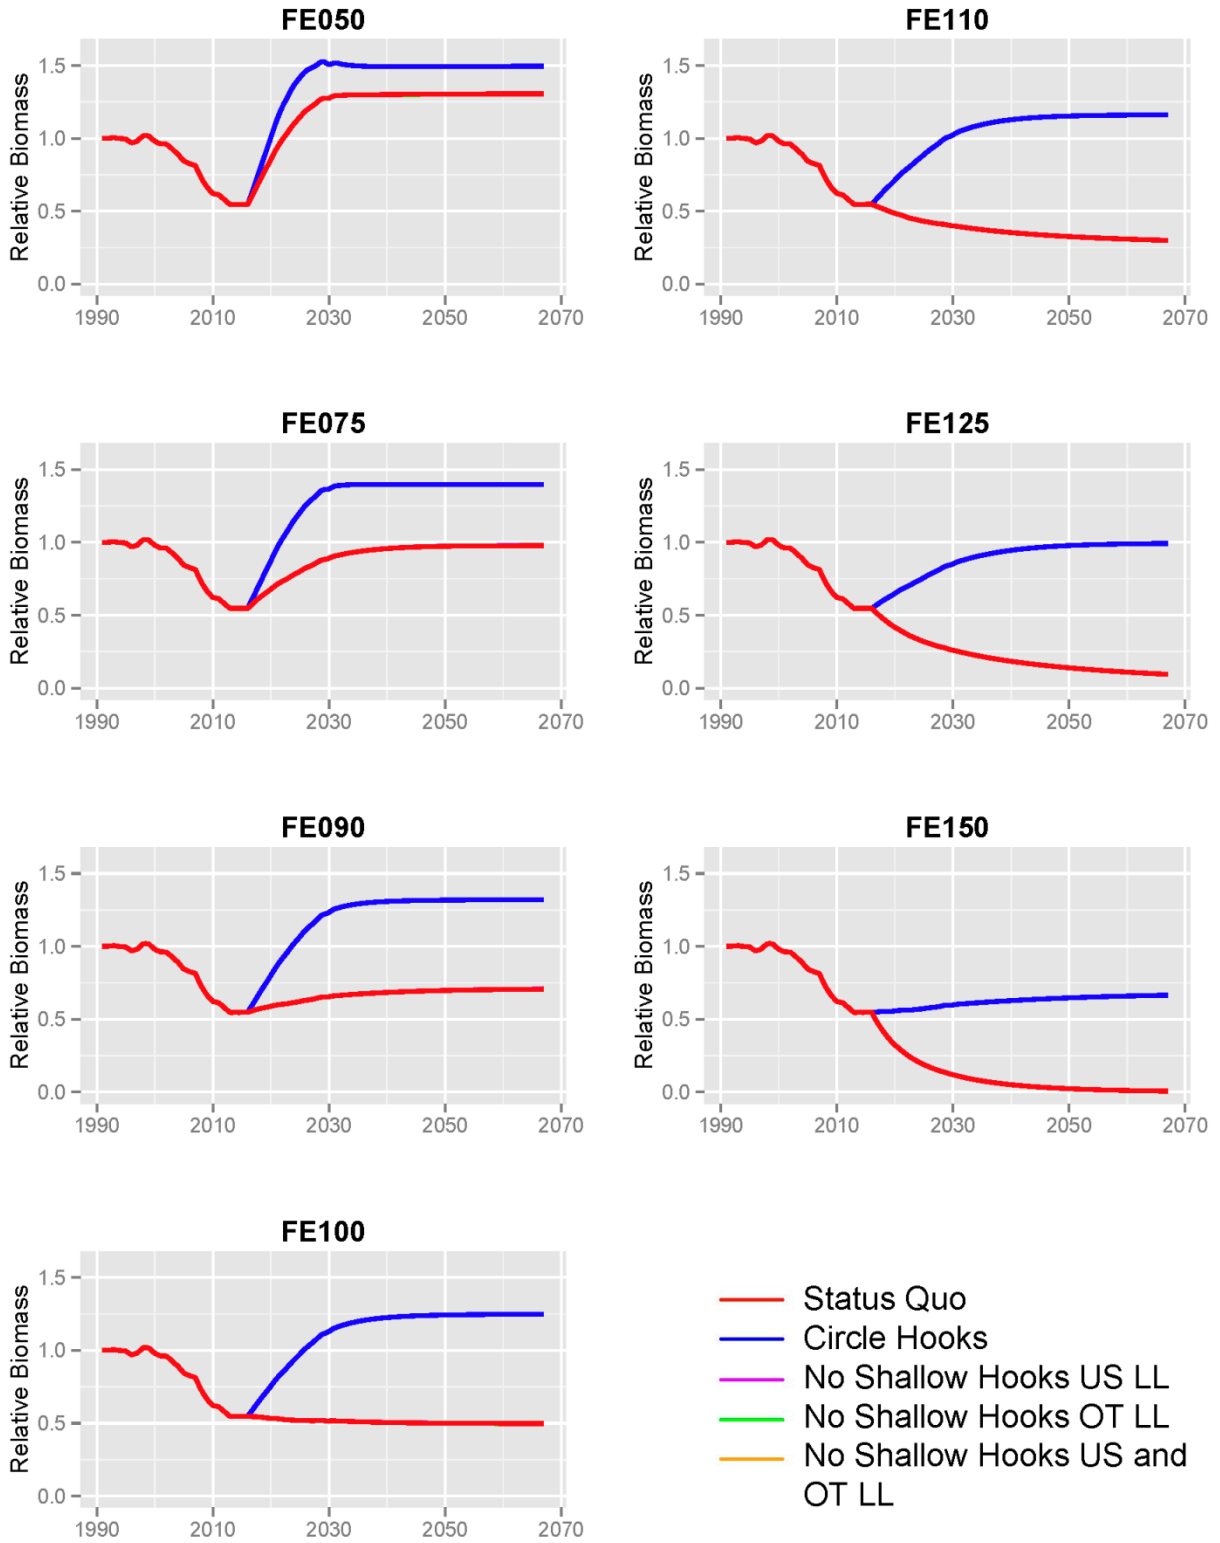 FE050
Relative Biomass
1.5
1.0
0.5
0.0
1990 2010 2030 2050 2070
FE110
Relative Biomass
1.5
1.0
0.5
0.0
1990 2010 2030 2050 2070
FE075
Relative Biomass
1.5
1.0
0.5
0.0
1990 2010 2030 2050 2070
FE125
Relative Biomass
1.5
1.0
0.5
0.0
1990 2010 2030 2050 2070
FE090
Relative Biomass
1.5
1.0
0.5
0.0
1990 2010 2030 2050 2070
FE150
Relative Biomass
1.5
1.0
0.5
0.0
1990 2010 2030 2050 2070
FE100
Relative Biomass
1.5
1.0
0.5
0.0
1990 2010 2030 2050 2070
Status Quo
Circle Hooks
No Shallow Hooks US LL
No Shallow Hooks OT LL
No Shallow Hooks US and
OT LL